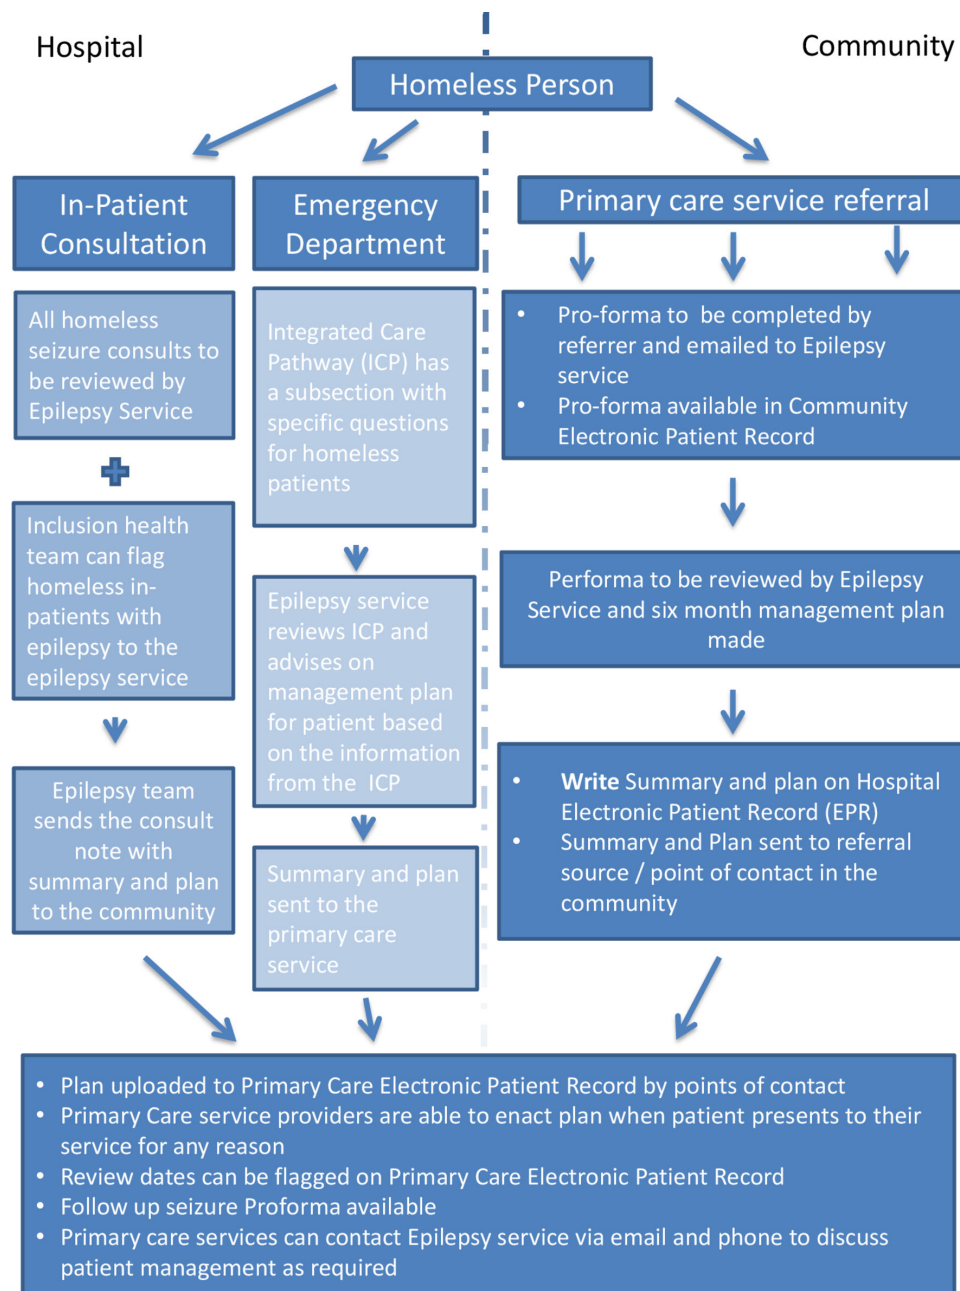 Hospital
Community
Homeless Person
In-Patient
Consultation
Emergency
Department
Primary care service referral
All homeless
seizure consults to
be reviewed by
Epilepsy Service
Inclusion health
team can flag
homeless in-
patients with
epilepsy to the
epilepsy service
Epilepsy team
sends the consult
note with
summary and plan
to the community
Integrated Care
Pathway (ICP) has
a subsection with
specific questions
for homeless
patients
Epilepsy service
reviews ICP and
advises on
management plan
for patient based
on the information
from the ICP
Summary and plan
sent to the
primary care
service
• Pro-forma to be completed by
referrer and emailed to Epilepsy
service
• Pro-forma available in Community
Electronic Patient Record
Performa to be reviewed by Epilepsy
Service and six month management plan
made
• Write Summary and plan on Hospital
Electronic Patient Record (EPR)
• Summary and Plan sent to referral
source / point of contact in the
community
• Plan uploaded to Primary Care Electronic Patient Record by points of contact
• Primary Care service providers are able to enact plan when patient presents to their
service for any reason
• Review dates can be flagged on Primary Care Electronic Patient Record
• Follow up seizure Proforma available
• Primary care services can contact Epilepsy service via email and phone to discuss
patient management as required